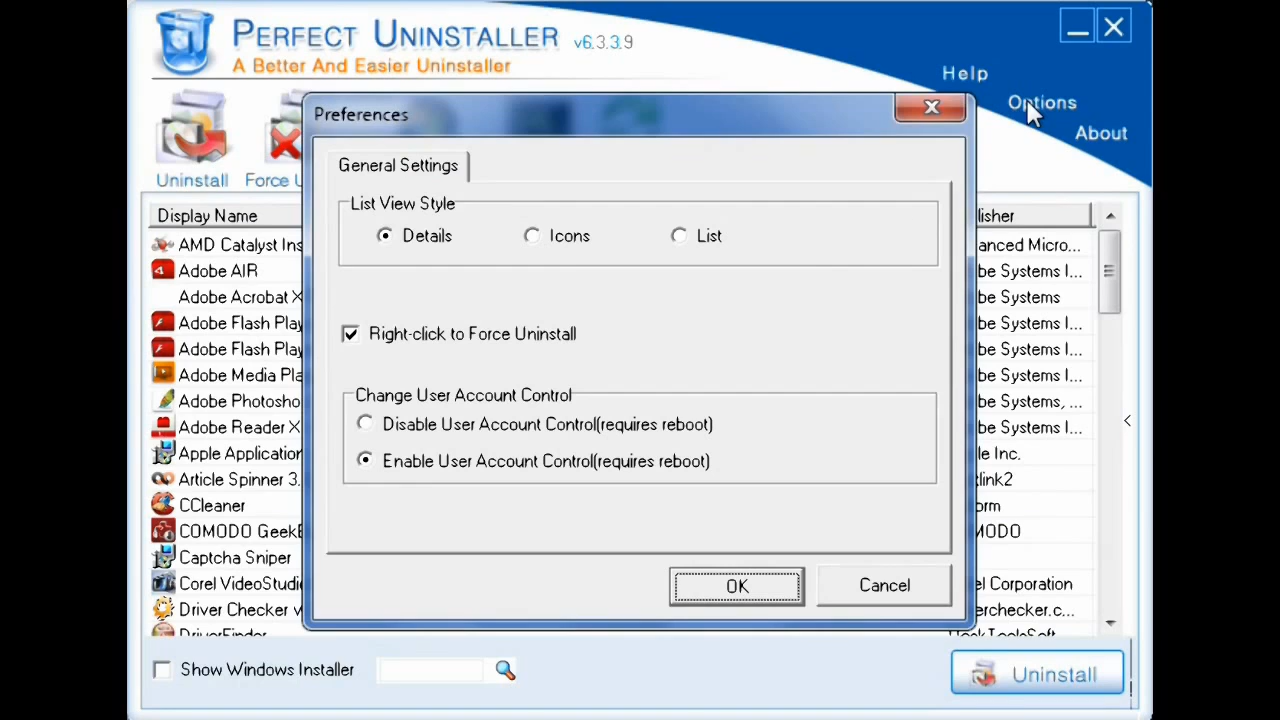 PERFECT UNINSTALLER v6.3.3.9
A Better And Easier Uninstaller
Help
Options
About
Uninstall Force U
Preferences
General Settings
List View Style
Details Icons List
Right-click to Force Uninstall
Change User Account Control
Disable User Account Control(requires reboot)
Enable User Account Control(requires reboot)
OK Cancel
Display Name lisher
AMD Catalyst Ins anced Micro...
Adobe AIR be Systems I...
Adobe Acrobat X be Systems
Adobe Flash Play be Systems I...
Adobe Flash Play be Systems I...
Adobe Media Pla be Systems I...
Adobe Photosho be Systems, ...
Adobe Reader X be Systems I...
Apple Application le Inc.
Article Spinner 3. link2
CCleaner orm
COMODO Geek MODO
Captcha Sniper
Corel VideoStudi el Corporation
Driver Checker v erchecker.c...
DriverFinder
Show Windows Installer
Uninstall